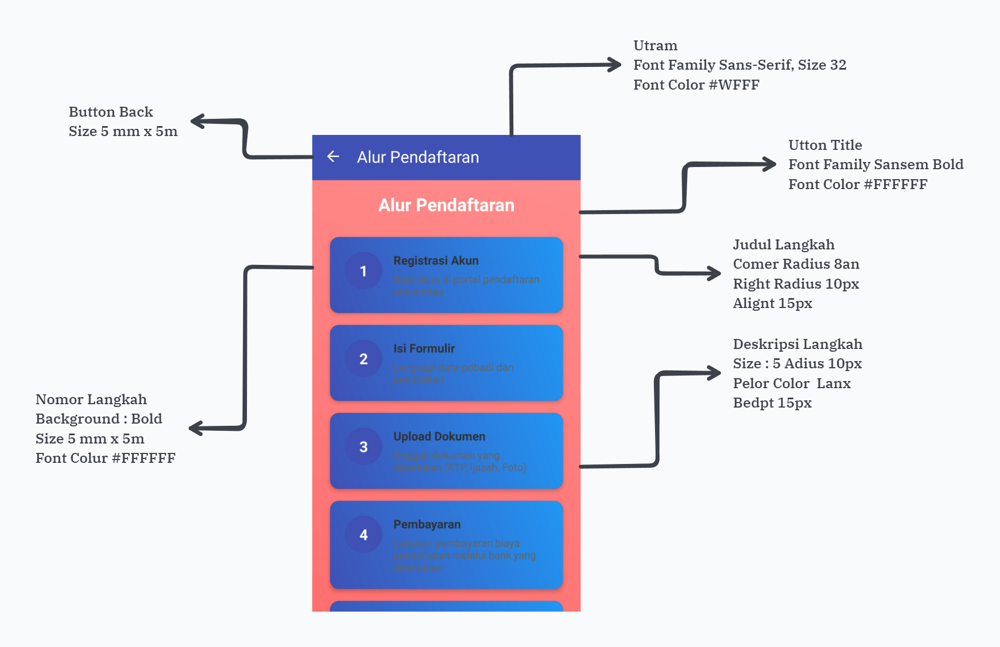 Utram
Font Family Sans-Serif, Size 32
Font Color #WFFF
Button Back
Size 5 mm x 5m
Utton Title
Font Family Sansem Bold
Font Color #FFFFFF
Alur Pendaftaran
Alur Pendaftaran
Judul Langkah
Comer Radius 8an
Right Radius 10px
Alignt 15px
1
Registrasi Akun
Buat akun di portal pendaftaran
universitas
Deskripsi Langkah
Size : 5 Adius 10px
Pelor Color Lanx
Bedpt 15px
2
Isi Formulir
Lengkapi data pribadi dan
pendidikan
Nomor Langkah
Background : Bold
Size 5 mm x 5m
Font Colur #FFFFFF
3
Upload Dokumen
Unggah dokumen yang
diperlukan (KTP, Ijazah, Foto)
4
Pembayaran
Lakukan pembayaran biaya
pendaftaran melalui bank yang
ditentukan